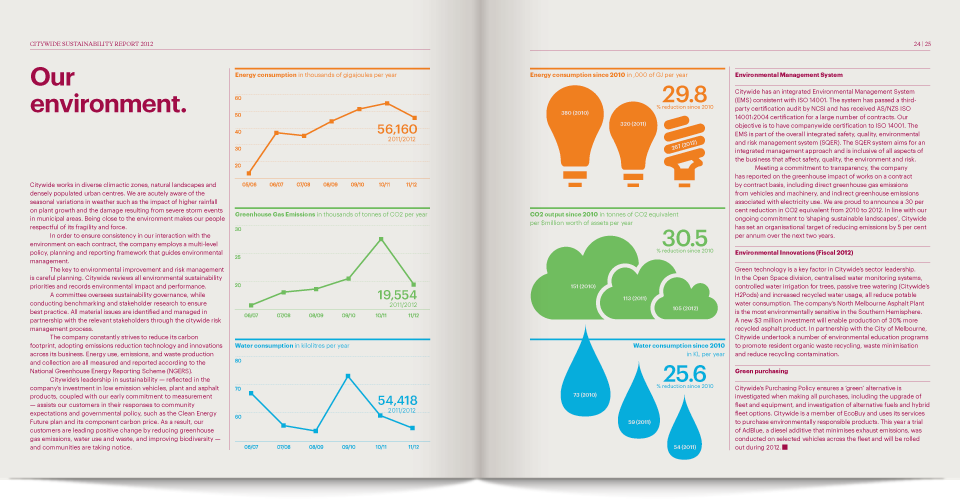 CITYWIDE SUSTAINABILITY REPORT 2012
Our
environment.
Citywide works in diverse climactic zones, natural landscapes and
densely populated urban centres. We are acutely aware of the
seasonal variations in weather such as the impact of higher rainfall
on plant growth and the damage resulting from severe storm events
in municipal areas. Being close to the environment makes our people
respectful of its fragility and force.
In order to ensure consistency in our interaction with the
environment on each contract, the company employs a multi-level
policy, planning and reporting framework that guides environmental
management.
The key to environmental improvement and risk management
is careful planning. Citywide reviews all environmental sustainability
priorities and records environmental impact and performance.
A committee oversees sustainability governance, while
conducting benchmarking and stakeholder research to ensure
best practice. All material issues are identified and managed in
partnership with the relevant stakeholders through the citywide risk
management process.
The company constantly strives to reduce its carbon
footprint, adopting emissions reduction technology and innovations
across its business. Energy use, emissions, and waste production
and collection are all measured and reported according to the
National Greenhouse Energy Reporting Scheme (NGERS).
Citywide's leadership in sustainability — reflected in the
company's investment in low emission vehicles, plant and asphalt
products, coupled with our early commitment to measurement
— assists our customers in their responses to community
expectations and governmental policy, such as the Clean Energy
Future plan and its component carbon price. As a result, our
customers are leading positive change by reducing greenhouse
gas emissions, water use and waste, and improving biodiversity —
and communities are taking notice.
Energy consumption in thousands of gigajoules per year
60
50
40
30
20
56,160
2011/2012
05/06 06/07 07/08 08/09 09/10 10/11 11/12
Greenhouse Gas Emissions in thousands of tonnes of CO2 per year
30
25
20
19,554
2011/2012
06/07 07/08 08/09 09/10 10/11 11/12
Water consumption in kilolitres per year
80
70
60
54,418
2011/2012
06/07 07/08 08/09 09/10 10/11 11/12
24 | 25
Energy consumption since 2010 in ,000 of GJ per year
29.8
% reduction since 2010
380 (2010)
320 (2011)
267 (2012)
CO2 output since 2010 in tonnes of CO2 equivalent
per $million worth of assets per year
30.5
% reduction since 2010
151 (2010)
113 (2011)
105 (2012)
Water consumption since 2010
in KL per year
25.6
% reduction since 2010
73 (2010)
59 (2011)
54 (2011)
Environmental Management System
Citywide has an integrated Environmental Management System
(EMS) consistent with ISO 14001. The system has passed a third-
party certification audit by NCSI and has received AS/NZS ISO
14001:2004 certification for a large number of contracts. Our
objective is to have companywide certification to ISO 14001. The
EMS is part of the overall integrated safety, quality, environmental
and risk management system (SQER). The SQER system aims for an
integrated management approach and is inclusive of all aspects of
the business that affect safety, quality, the environment and risk.
Meeting a commitment to transparency, the company
has reported on the greenhouse impact of works on a contract
by contract basis, including direct greenhouse gas emissions
from vehicles and machinery, and indirect emissions associated
with electricity use. We are proud to announce a 30 per
cent reduction in CO2 equivalent from 2010 to 2012. In line with our
ongoing commitment to 'shaping sustainable landscapes', Citywide
has set an organisational target of reducing emissions by 5 per cent
per annum over the next two years.
Environmental Innovations (Fiscal 2012)
Green technology is a key factor in Citywide's sector leadership.
In the Open Space division, centralised water monitoring systems,
controlled water irrigation for trees, passive tree watering (Citywide's
H2Pods) and increased recycled water usage, all reduce potable
water consumption. The company's North Melbourne Asphalt Plant
is the most environmentally sensitive in the Southern Hemisphere.
A new $3 million investment will enable production of 30% more
recycled asphalt product. In partnership with the City of Melbourne,
Citywide undertook a number of environmental education programs
to promote resident organic waste recycling, waste minimisation
and reduce recycling contamination.
Green purchasing
Citywide's Purchasing Policy ensures a 'green' alternative is
investigated when making all purchases, including the upgrade of
fleet and equipment, and investigation of alternative fuels and hybrid
fleet options. Citywide is a member of EcoBuy and uses its services
to purchase environmentally responsible products. This year a trial
of AdBlue, a diesel additive that minimises exhaust emissions, was
conducted on selected vehicles across the fleet and will be rolled
out during 2012.